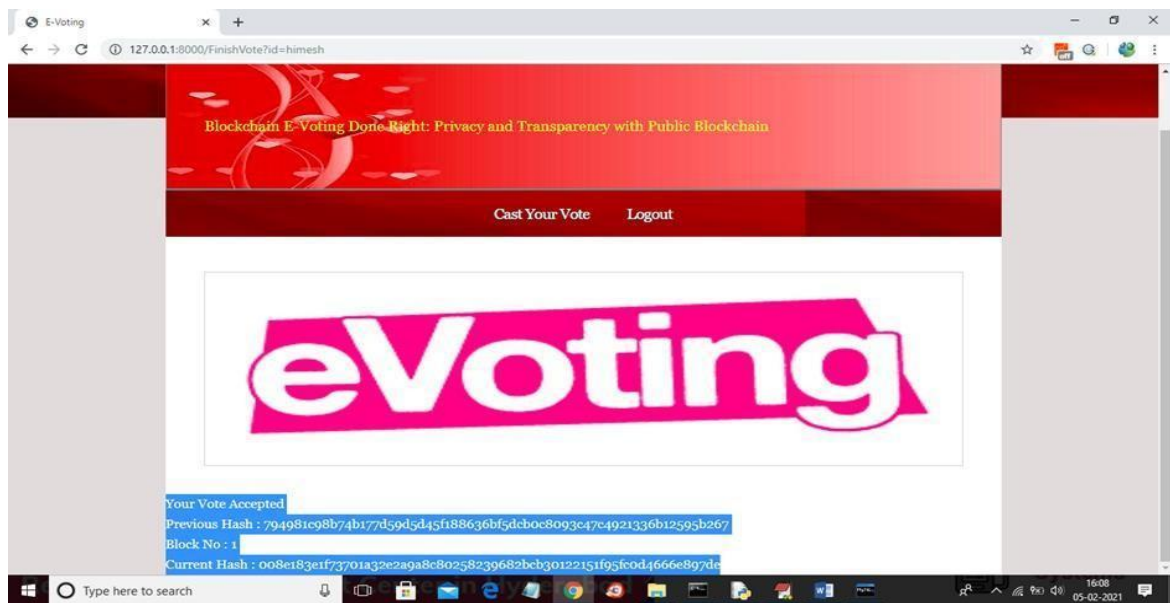 E-Voting
127.0.0.1:8000/FinishVote?id=himesh
off
Blockchain E-Voting Done Right: Privacy and Transparency with Public Blockchain
Cast Your Vote Logout
eVoting
Your Vote Accepted
Previous Hash : 794981c98b74b177d59d5d45f188636bf5dcb0c8093c47c4921336b12595b267
Block No : 1
Current Hash : 008e183e1f73701a32e2a9a8c80258239682bcb30122151f95fc0d4666e897de
Type here to search
16:08
05-02-2021